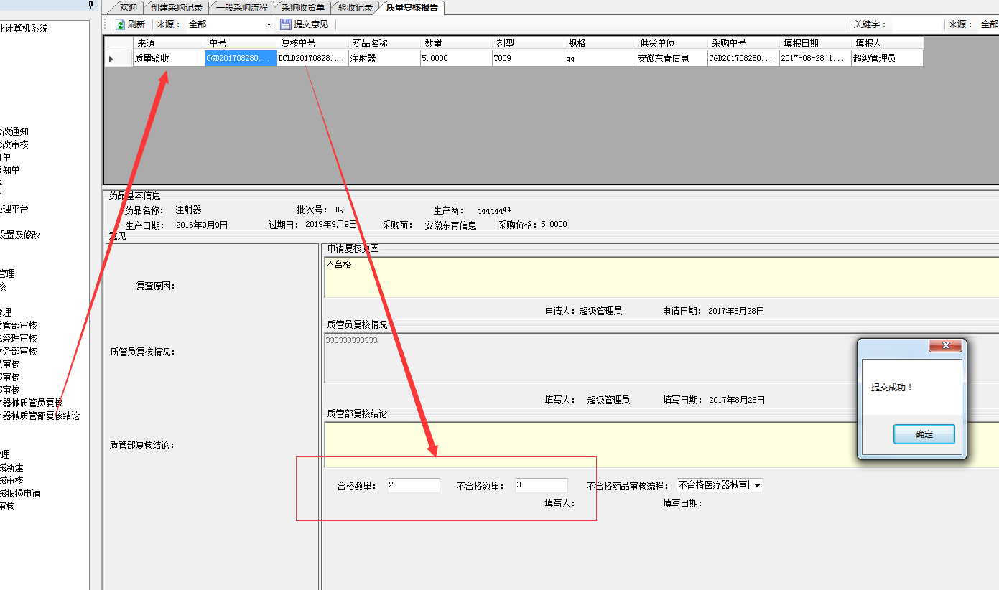 欢迎 创建采购记录 一般采购流程 采购收货单 验收记录 质量复核报告
刷新 来源： 全部 提交意见 关键字： 来源： 全部
来源 单号 复核单号 药品名称 数量 剂型 规格 供货单位 采购单号 填报日期 填报人
质量验收 CGD201708280... DCLD20170828... 注射器 5.0000 T009 qq 安徽东青信息 CGD201708280... 2017-08-28 1... 超级管理员
业计算机系统
修改通知
修改审核
订单
通知单
单
处理平台
设置及修改
管理
核
管理
质管部审核
总经理审核
财务部审核
员审核
部审核
部审核
疗器械质管员复核
疗器械质管部复核结论
管理
械新建
械审核
械报损申请
审核
药品基本信息
药品名称： 注射器 批次号： DQ 生产商： qqqqqq44
生产日期： 2016年9月9日 过期日： 2019年9月9日 采购商： 安徽东青信息 采购价格：5.0000
意见
申请复核原因
不合格
复查原因：
申请人：超级管理员 申请日期： 2017年8月28日
质管员复核情况
333333333333
质管员复核情况：
填写人： 超级管理员 填写日期： 2017年8月28日
质管部复核结论
质管部复核结论：
合格数量： 2 不合格数量： 3 不合格药品审核流程： 不合格医疗器械审
填写人： 填写日期：
提交成功！
确定